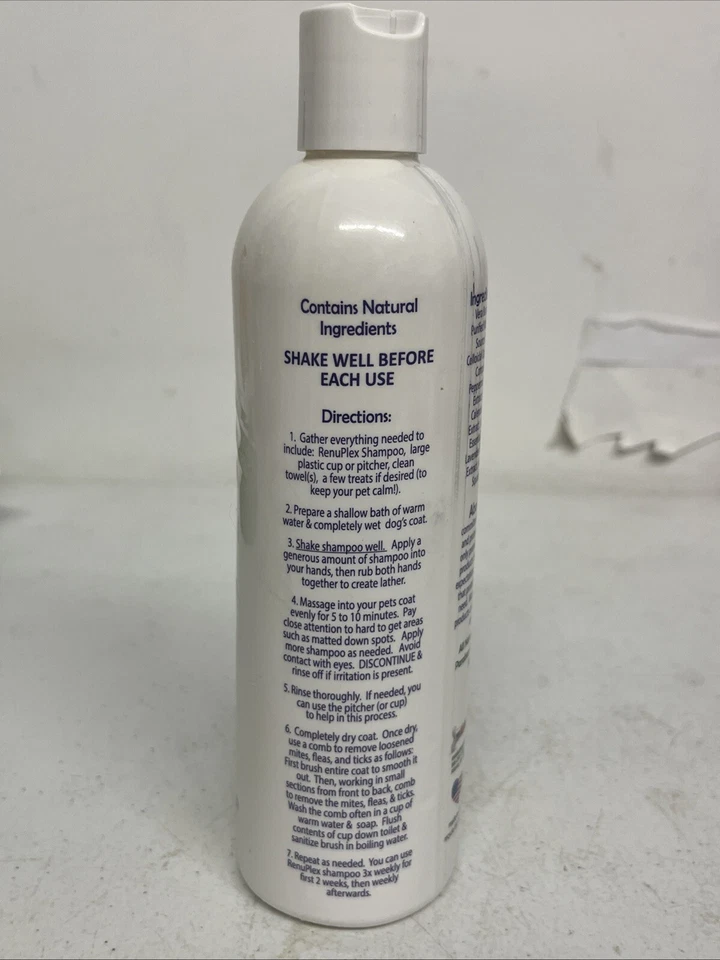 Contains Natural
Ingredients
SHAKE WELL BEFORE
EACH USE
Directions:
1. Gather everything needed to
include: RenuPlex Shampoo, large
plastic cup or pitcher, clean
towel(s), a few treats if desired (to
keep your pet calm!).
2. Prepare a shallow bath of warm
water & completely wet dog's coat.
3. Shake shampoo well. Apply a
generous amount of shampoo into
your hands, then rub both hands
together to create lather.
4. Massage into your pets coat
evenly for 5 to 10 minutes. Pay
close attention to hard to get areas
such as matted down spots. Apply
more shampoo as needed. Avoid
contact with eyes. DISCONTINUE &
rinse off if irritation is present.
5. Rinse thoroughly. If needed, you
can use the pitcher (or cup)
to help in this process.
6. Completely dry coat. Once dry,
use a comb to remove loosened
mites, fleas, and ticks as follows:
First brush entire coat to smooth it
out. Then, working in small
sections from front to back, comb
to remove the mites, fleas, & ticks.
Wash the comb often in a cup of
warm water & soap. Flush
contents of cup down toilet &
sanitize brush in boiling water.
7. Repeat as needed. You can use
RenuPlex shampoo 3x weekly for
first 2 weeks, then weekly
afterwards.